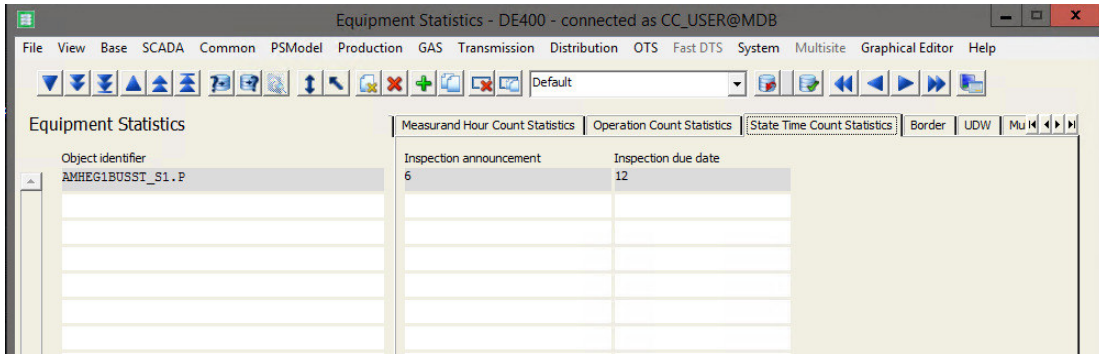 Equipment Statistics - DE400 - connected as CC_USER@MDB
File View Base SCADA Common PSModel Production GAS Transmission Distribution OTS Fast DTS System Multisite Graphical Editor Help
Default
Equipment Statistics
Measurand Hour Count Statistics Operation Count Statistics State Time Count Statistics Border UDW Mu
Object identifier Inspection announcement Inspection due date
AMHEG1BUSST_S1.P 6 12